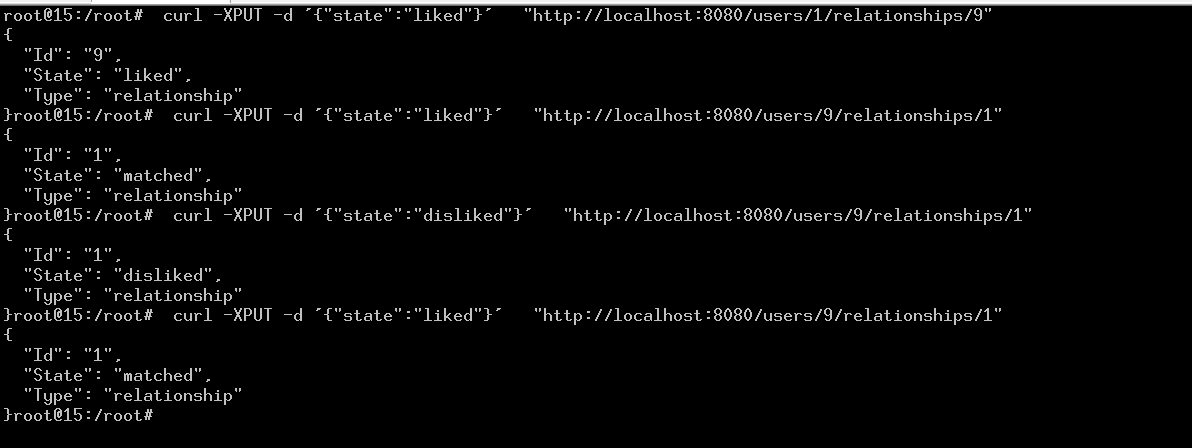 root@15:/root#  curl -XPUT -d ´{"state":"liked"}´   "http://localhost:8080/users/1/relationships/9"
{
  "Id": "9",
  "State": "liked",
  "Type": "relationship"
}root@15:/root#  curl -XPUT -d ´{"state":"liked"}´   "http://localhost:8080/users/9/relationships/1"
{
  "Id": "1",
  "State": "matched",
  "Type": "relationship"
}root@15:/root#  curl -XPUT -d ´{"state":"disliked"}´   "http://localhost:8080/users/9/relationships/1"
{
  "Id": "1",
  "State": "disliked",
  "Type": "relationship"
}root@15:/root#  curl -XPUT -d ´{"state":"liked"}´   "http://localhost:8080/users/9/relationships/1"
{
  "Id": "1",
  "State": "matched",
  "Type": "relationship"
}root@15:/root#